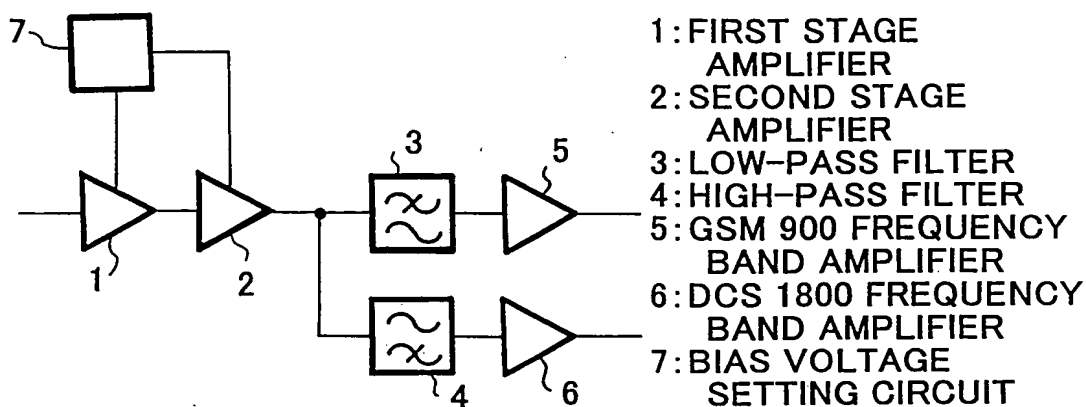 7
1
2
3
4
5
6
1:FIRST STAGE
AMPLIFIER
2:SECOND STAGE
AMPLIFIER
3:LOW-PASS FILTER
4:HIGH-PASS FILTER
5:GSM 900 FREQUENCY
BAND AMPLIFIER
6:DCS 1800 FREQUENCY
BAND AMPLIFIER
7:BIAS VOLTAGE
SETTING CIRCUIT